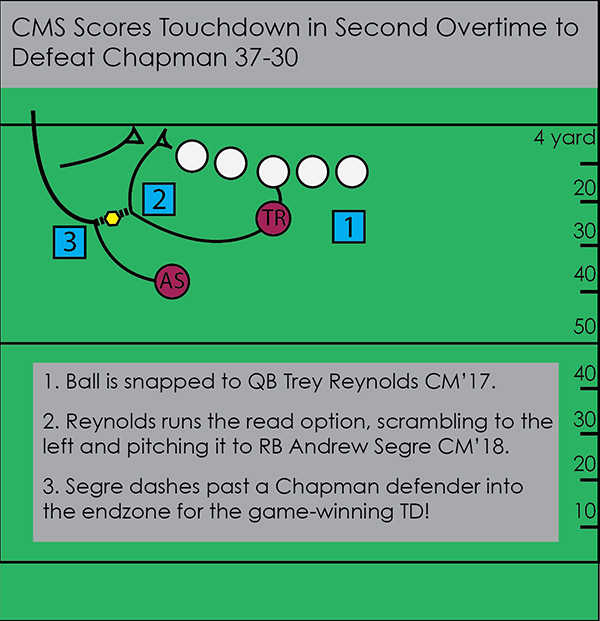 CMS Scores Touchdown in Second Overtime to
Defeat Chapman 37-30
4 yard
2
20
TR
1
3
30
AS
40
50
1. Ball is snapped to QB Trey Reynolds CM’17.
40
2. Reynolds runs the read option, scrambling to the
30
left and pitching it to RB Andrew Segre CM’18.
20
3. Segre dashes past a Chapman defender into
the endzone for the game-winning TD!
10